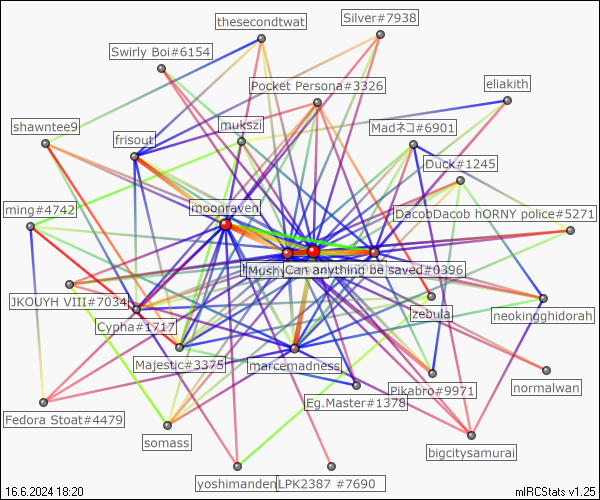 thesecondtwat
Silver#7938
Swirly Boi#6154
Pocket Persona#3326
eliakith
shawntee9
frisout
mukszi
Madネコ#6901
Duck#1245
ming#4742
moonraven
DacobDacob hORNY police#5271
Mushy
Can anything be saved#0396
JKOUYH VIII#7034
Cypha#1717
zebula
neokingghidorah
Majestic#3375
marcemadness
Pikabro#9971
normalwan
Eg.Master#1378
Fedora Stoat#4479
somass
bigcitysamurai
yoshimanden
LPK2387 #7690
16.6.2024 18:20
mIRCStats v1.25